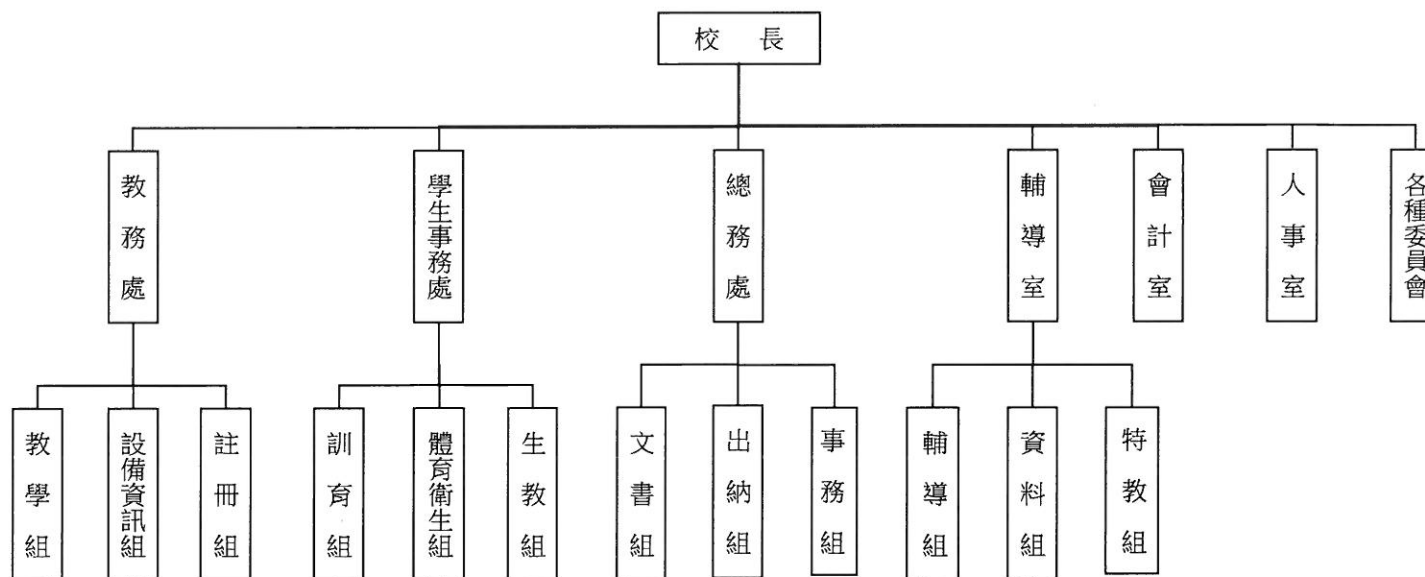 校長
教務處
學生事務處
總務處
輔導室
會計室
人事室
各種委員會
教學組
設備資訊組
註冊組
訓育組
體育衛生組
生教組
文書組
出納組
事務組
輔導組
資料組
特教組